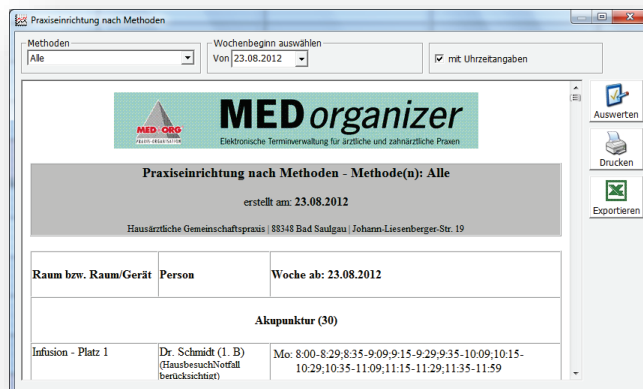 Praxiseinrichtung nach Methoden
Methoden
Alle
Wochenbeginn auswählen
Von 23.08.2012
mit Uhrzeitangaben
Auswerten
Drucken
Exportieren
MED ORG
PRAXIS-ORGANISATION
MEDorganizer
Elektronische Terminverwaltung für ärztliche und zahnärztliche Praxen
Praxiseinrichtung nach Methoden - Methode(n): Alle
erstellt am: 23.08.2012
Hausärztliche Gemeinschaftspraxis | 88348 Bad Saulgau | Johann-Liesenberger-Str. 19
Raum bzw. Raum/Gerät Person Woche ab: 23.08.2012
Akupunktur (30)
Infusion - Platz 1 Dr. Schmidt (1. B) Mo: 8:00-8:29;8:35-9:09;9:15-9:29;9:35-10:09;10:15-
(HausbesuchNotfall 10:29;10:35-11:09;11:15-11:29;11:35-11:59
berücksichtigt)